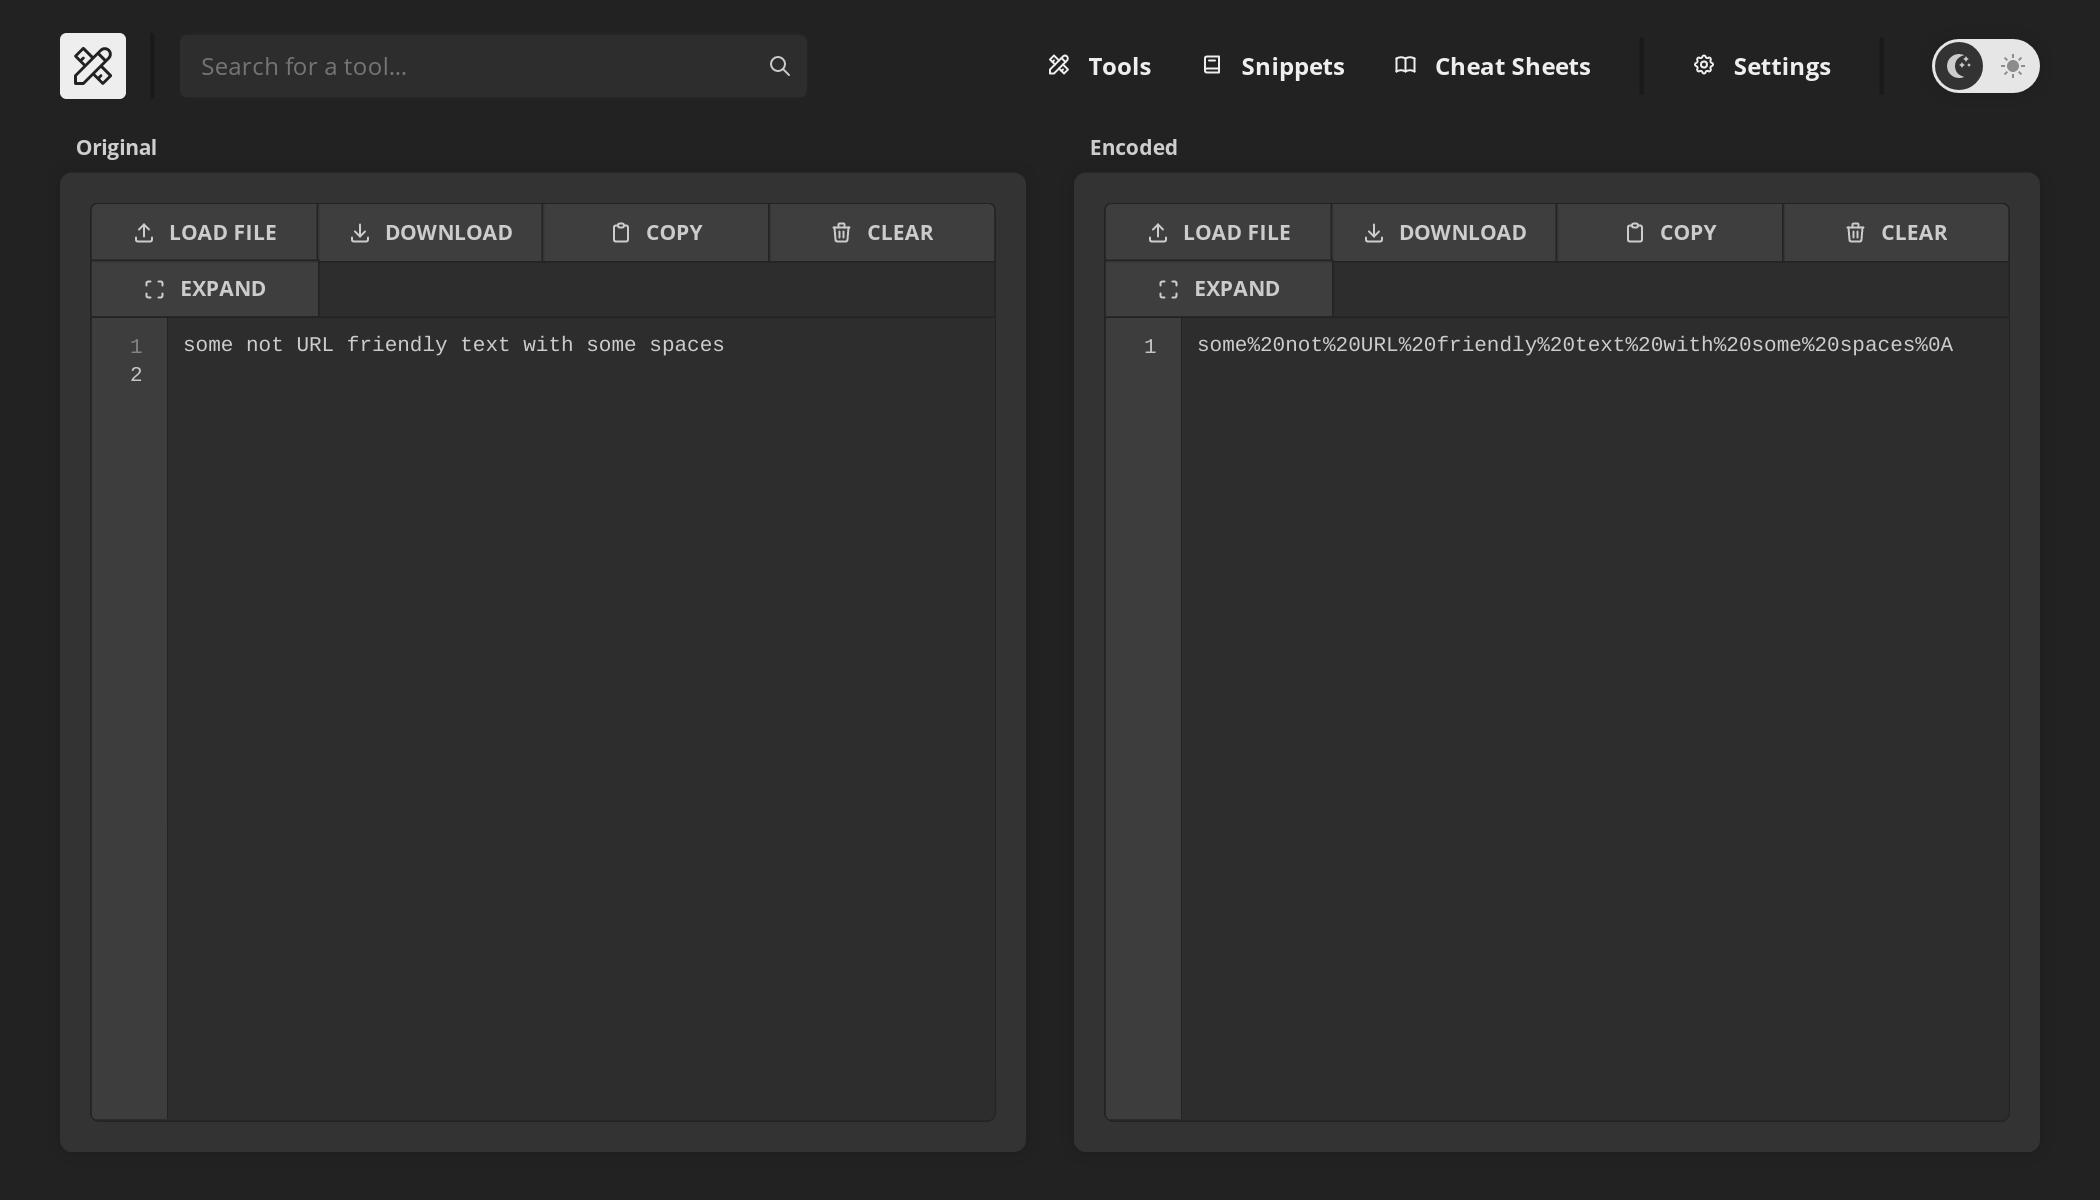 Search for a tool...
Tools
Snippets
Cheat Sheets
Settings
Original
LOAD FILE
DOWNLOAD
COPY
CLEAR
EXPAND
1
some not URL friendly text with some spaces
2
Encoded
LOAD FILE
DOWNLOAD
COPY
CLEAR
EXPAND
1
some%20not%20URL%20friendly%20text%20with%20some%20spaces%0A